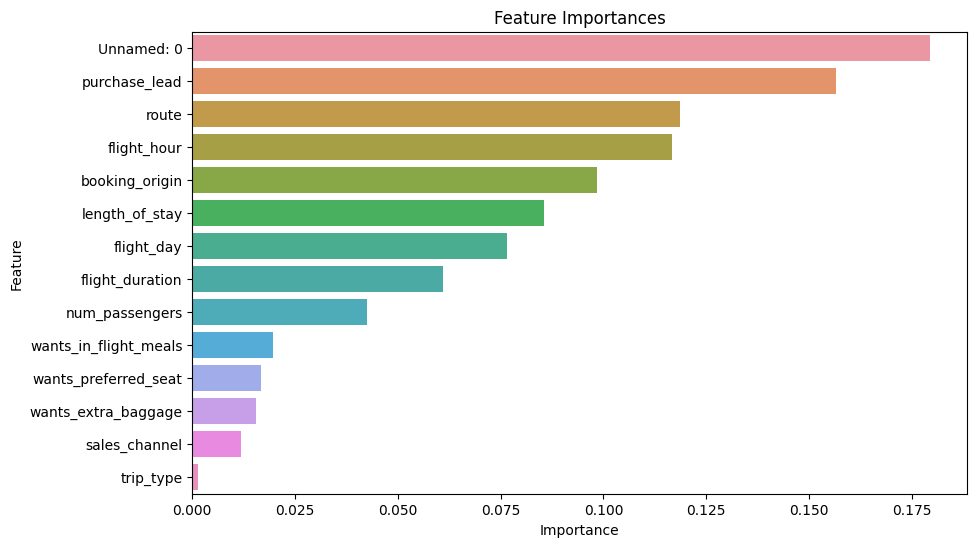 Feature Importances
Unnamed: 0
purchase_lead
route
flight_hour
booking_origin
length_of_stay
flight_day
flight_duration
num_passengers
wants_in_flight_meals
wants_preferred_seat
wants_extra_baggage
sales_channel
trip_type
Feature
0.000 0.025 0.050 0.075 0.100 0.125 0.150 0.175
Importance